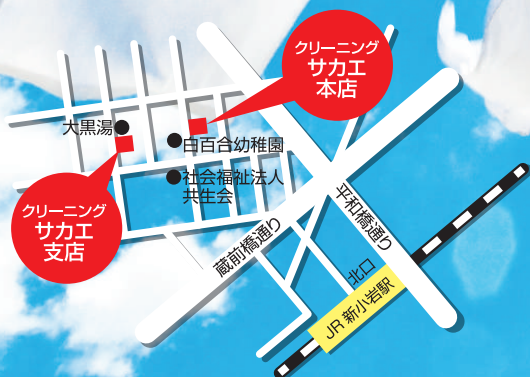 クリーニング
サカエ
本店
大黒湯
白百合幼稚園
社会福祉法人
共生会
クリーニング
サカエ
支店
蔵前橋通り
平和橋通り
北口
JR 新小岩駅